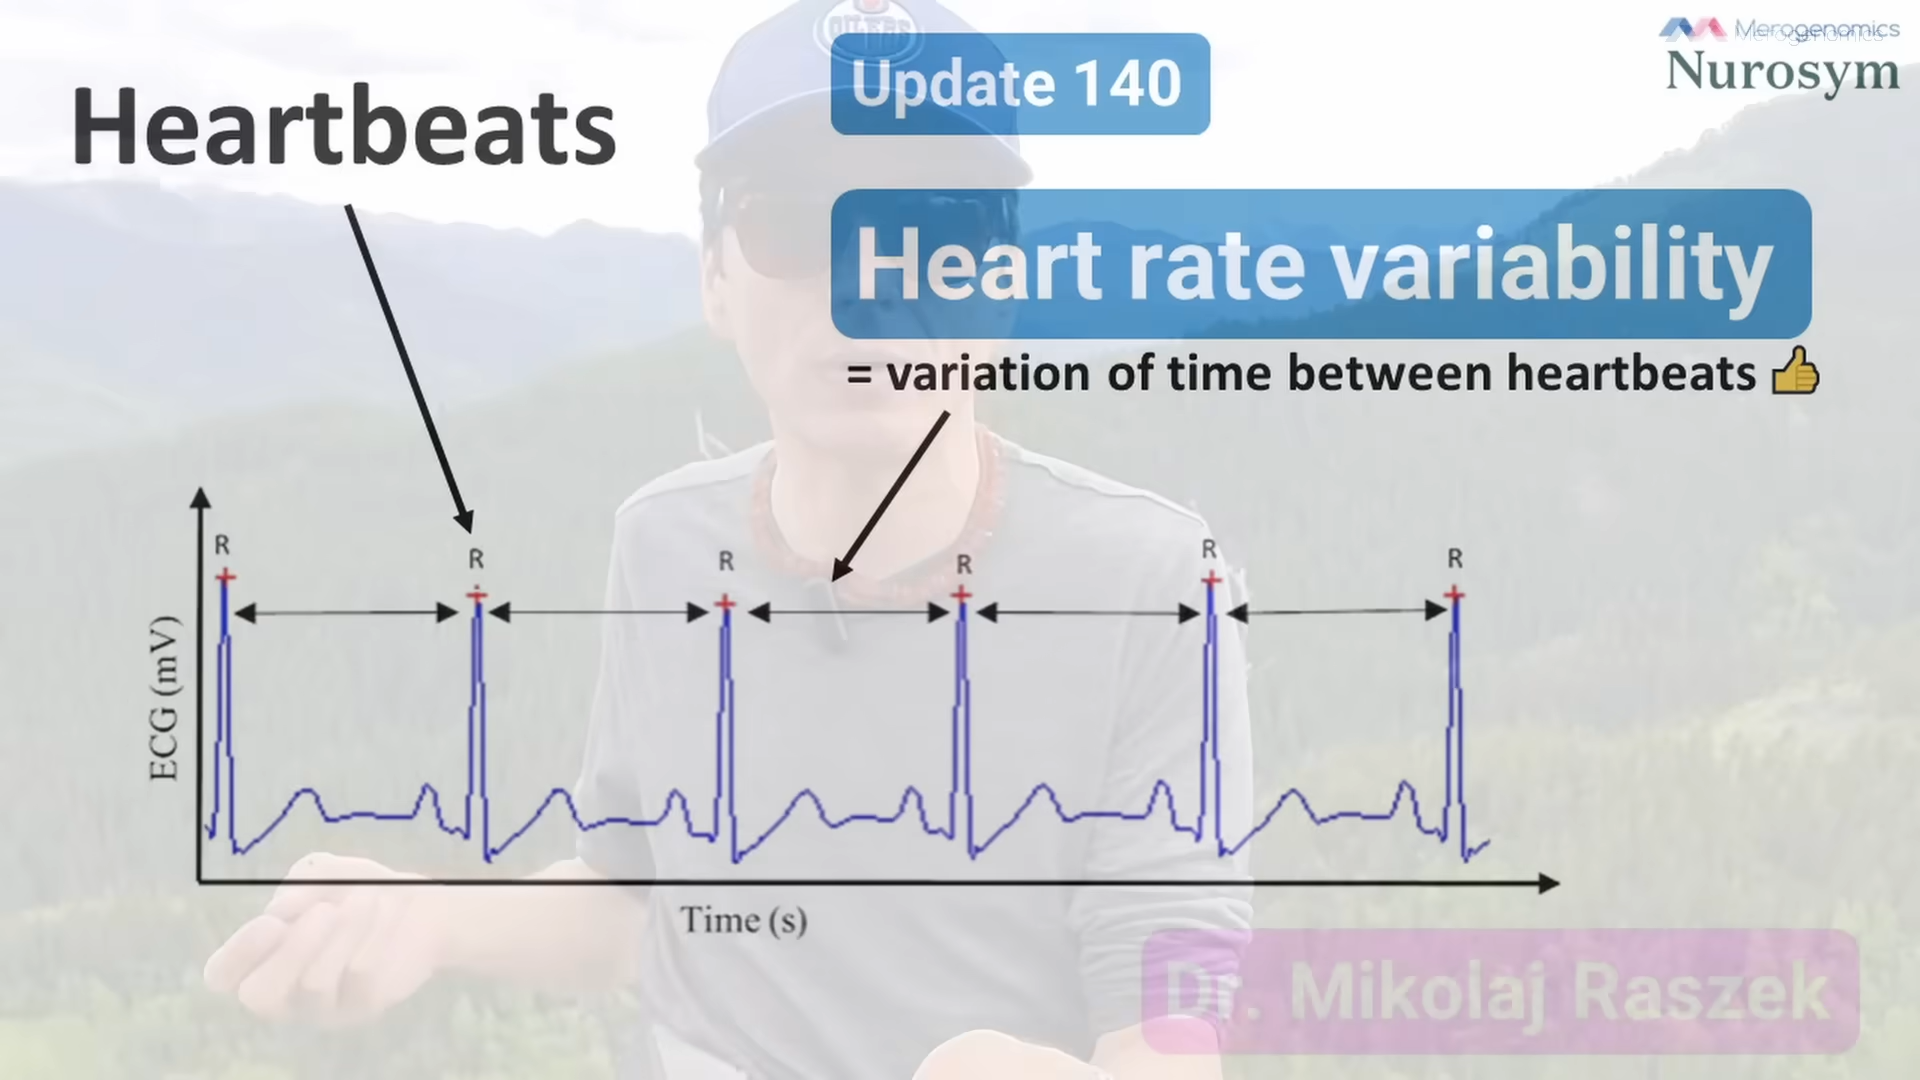 Merogenomics
Nurosym
OILERS
Update 140
Heartbeats
Heart rate variability
= variation of time between heartbeats 👍
R
R
R
R
R
R
ECG (mV)
Time (s)
Dr. Mikolaj Raszek